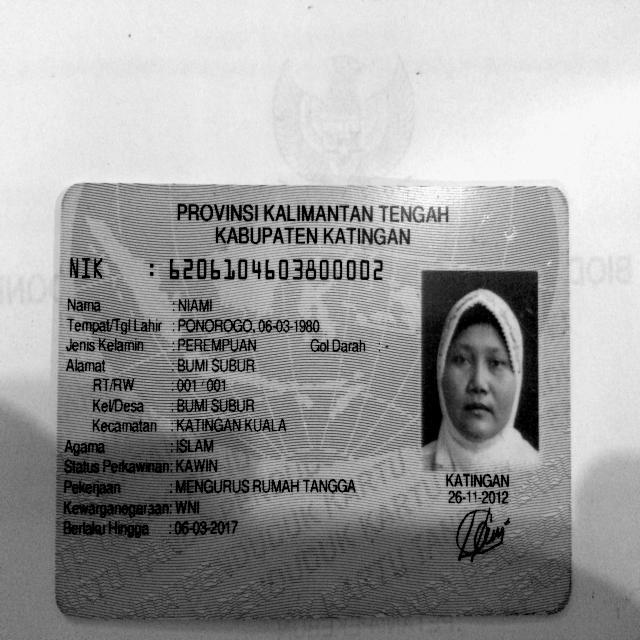 PROVINSI KALIMANTAN TENGAH
KABUPATEN KATINGAN
NIK : 6206104603800002
Nama : NIAMI
Tempat/Tgl Lahir : PONOROGO, 06-03-1980
Jenis Kelamin : PEREMPUAN Gol Darah : -
Alamat : BUMI SUBUR
RT/RW : 001 / 001
Kel/Desa : BUMI SUBUR
Kecamatan : KATINGAN KUALA
Agama : ISLAM
Status Perkawinan: KAWIN
Pekerjaan : MENGURUS RUMAH TANGGA
Kewarganegaraan: WNI
Berlaku Hingga : 06-03-2017
KATINGAN
26-11-2012